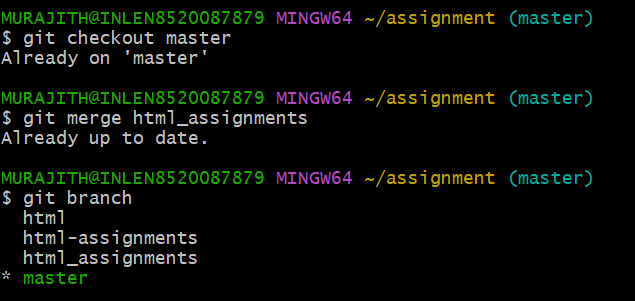 MURAJITH@INLEN8520087879 MINGW64 ~/assignment (master)
$ git checkout master
Already on 'master'
MURAJITH@INLEN8520087879 MINGW64 ~/assignment (master)
$ git merge html_assignments
Already up to date.
MURAJITH@INLEN8520087879 MINGW64 ~/assignment (master)
$ git branch
  html
  html-assignments
  html_assignments
* master